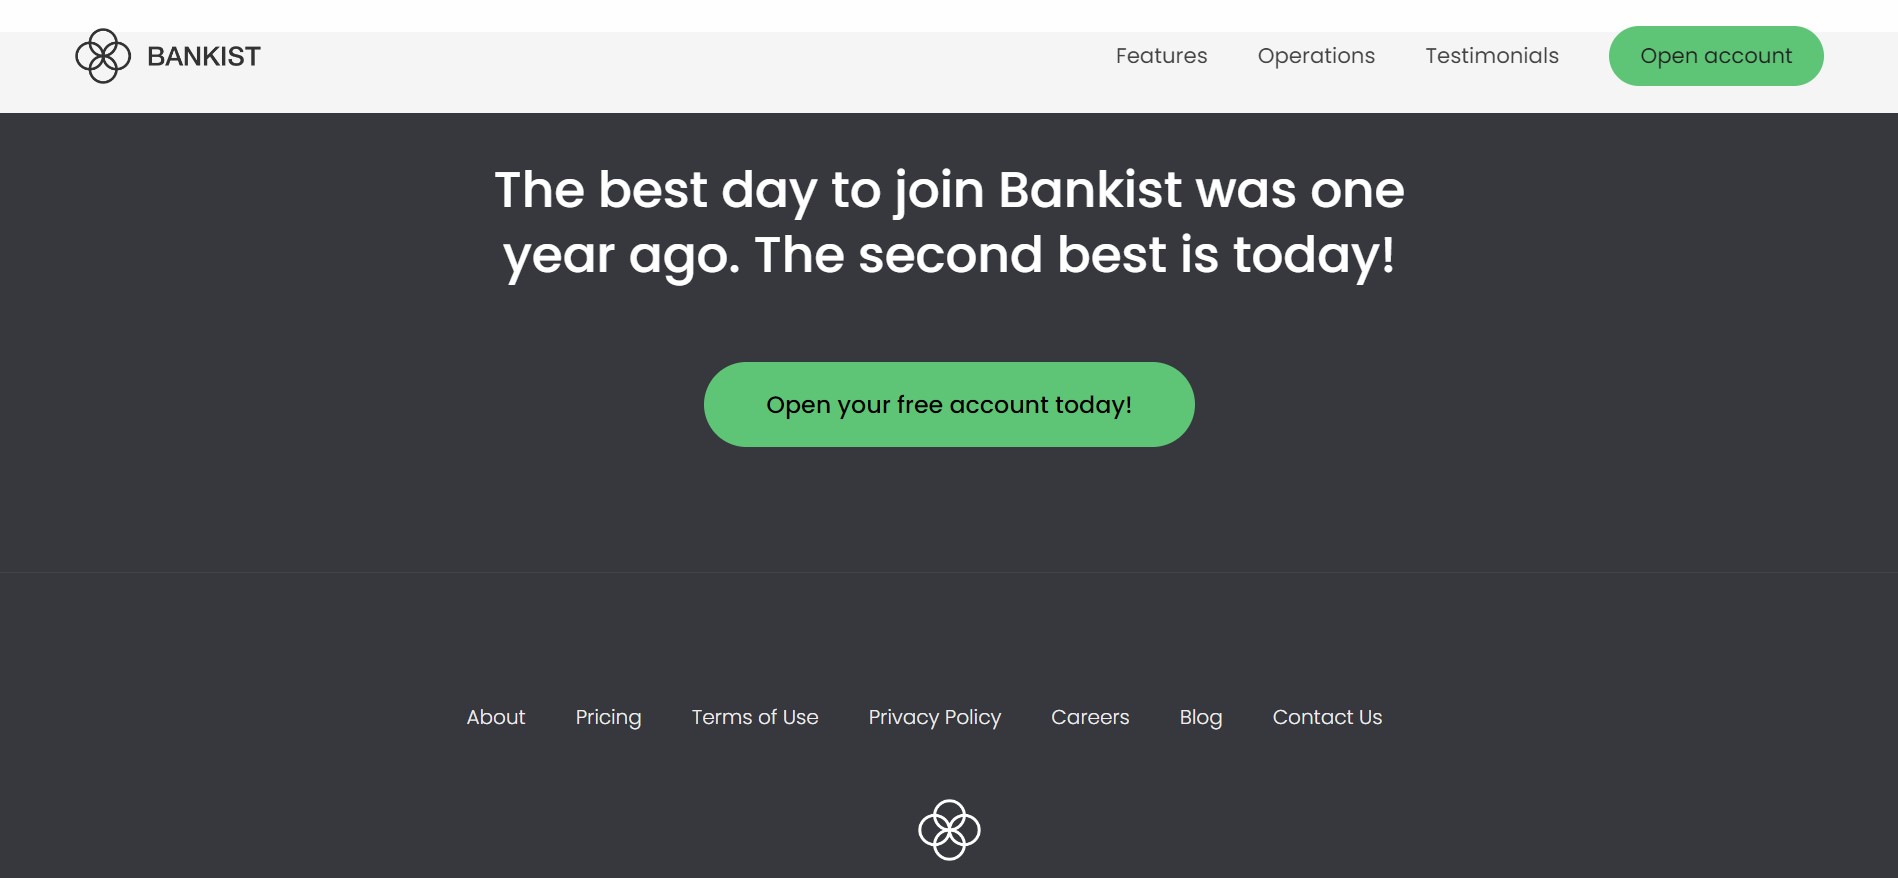 BANKIST
Features
Operations
Testimonials
Open account
The best day to join Bankist was one
year ago. The second best is today!
Open your free account today!
About
Pricing
Terms of Use
Privacy Policy
Careers
Blog
Contact Us